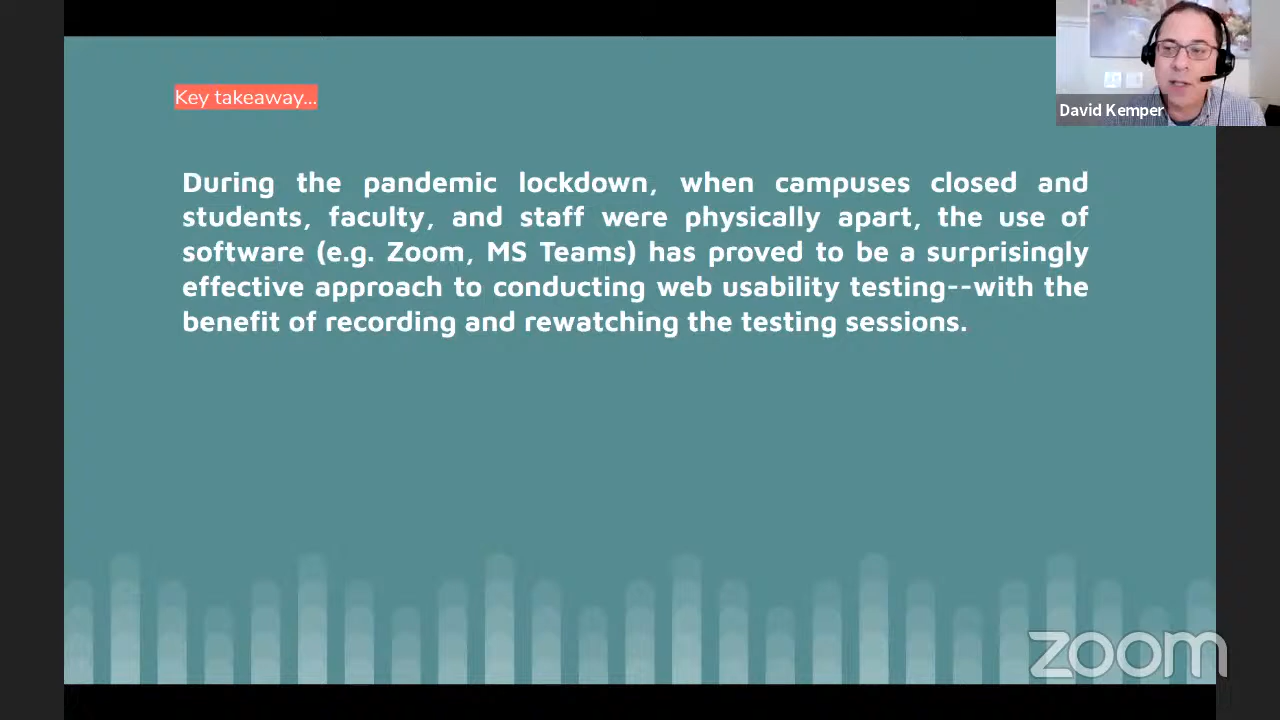 Key takeaway...
David Kemper
During the pandemic lockdown, when campuses closed and
students, faculty, and staff were physically apart, the use of
software (e.g. Zoom, MS Teams) has proved to be a surprisingly
effective approach to conducting web usability testing--with the
benefit of recording and rewatching the testing sessions.
zoom